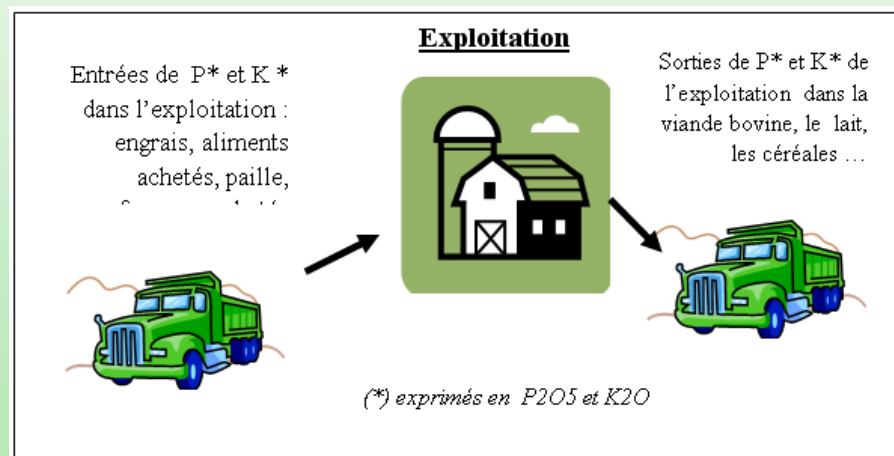 Exploitation
Entrées de P* et K *
dans l'exploitation :
engrais, aliments
achetés, paille,
Sorties de P* et K* de
l'exploitation dans la
viande bovine, le lait,
les céréales ...
(*) exprimés en P2O5 et K2O